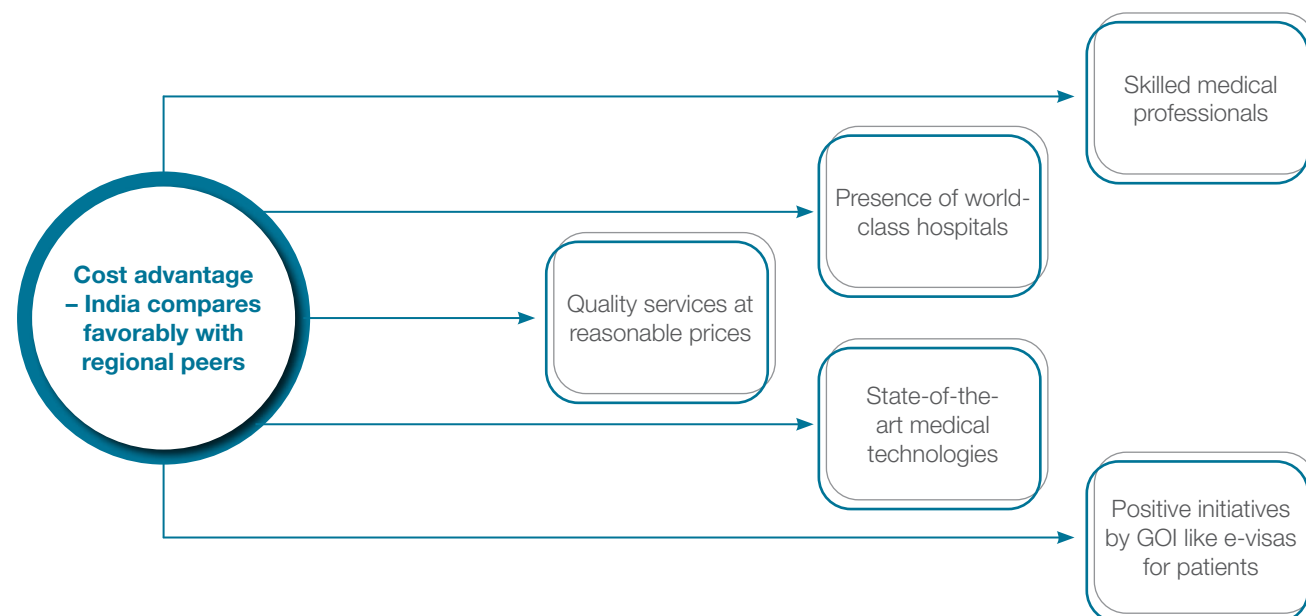 Skilled medical
professionals
Presence of world-
class hospitals
Cost advantage
– India compares
favorably with
regional peers
Quality services at
reasonable prices
State-of-the-
art medical
technologies
Positive initiatives
by GOI like e-visas
for patients